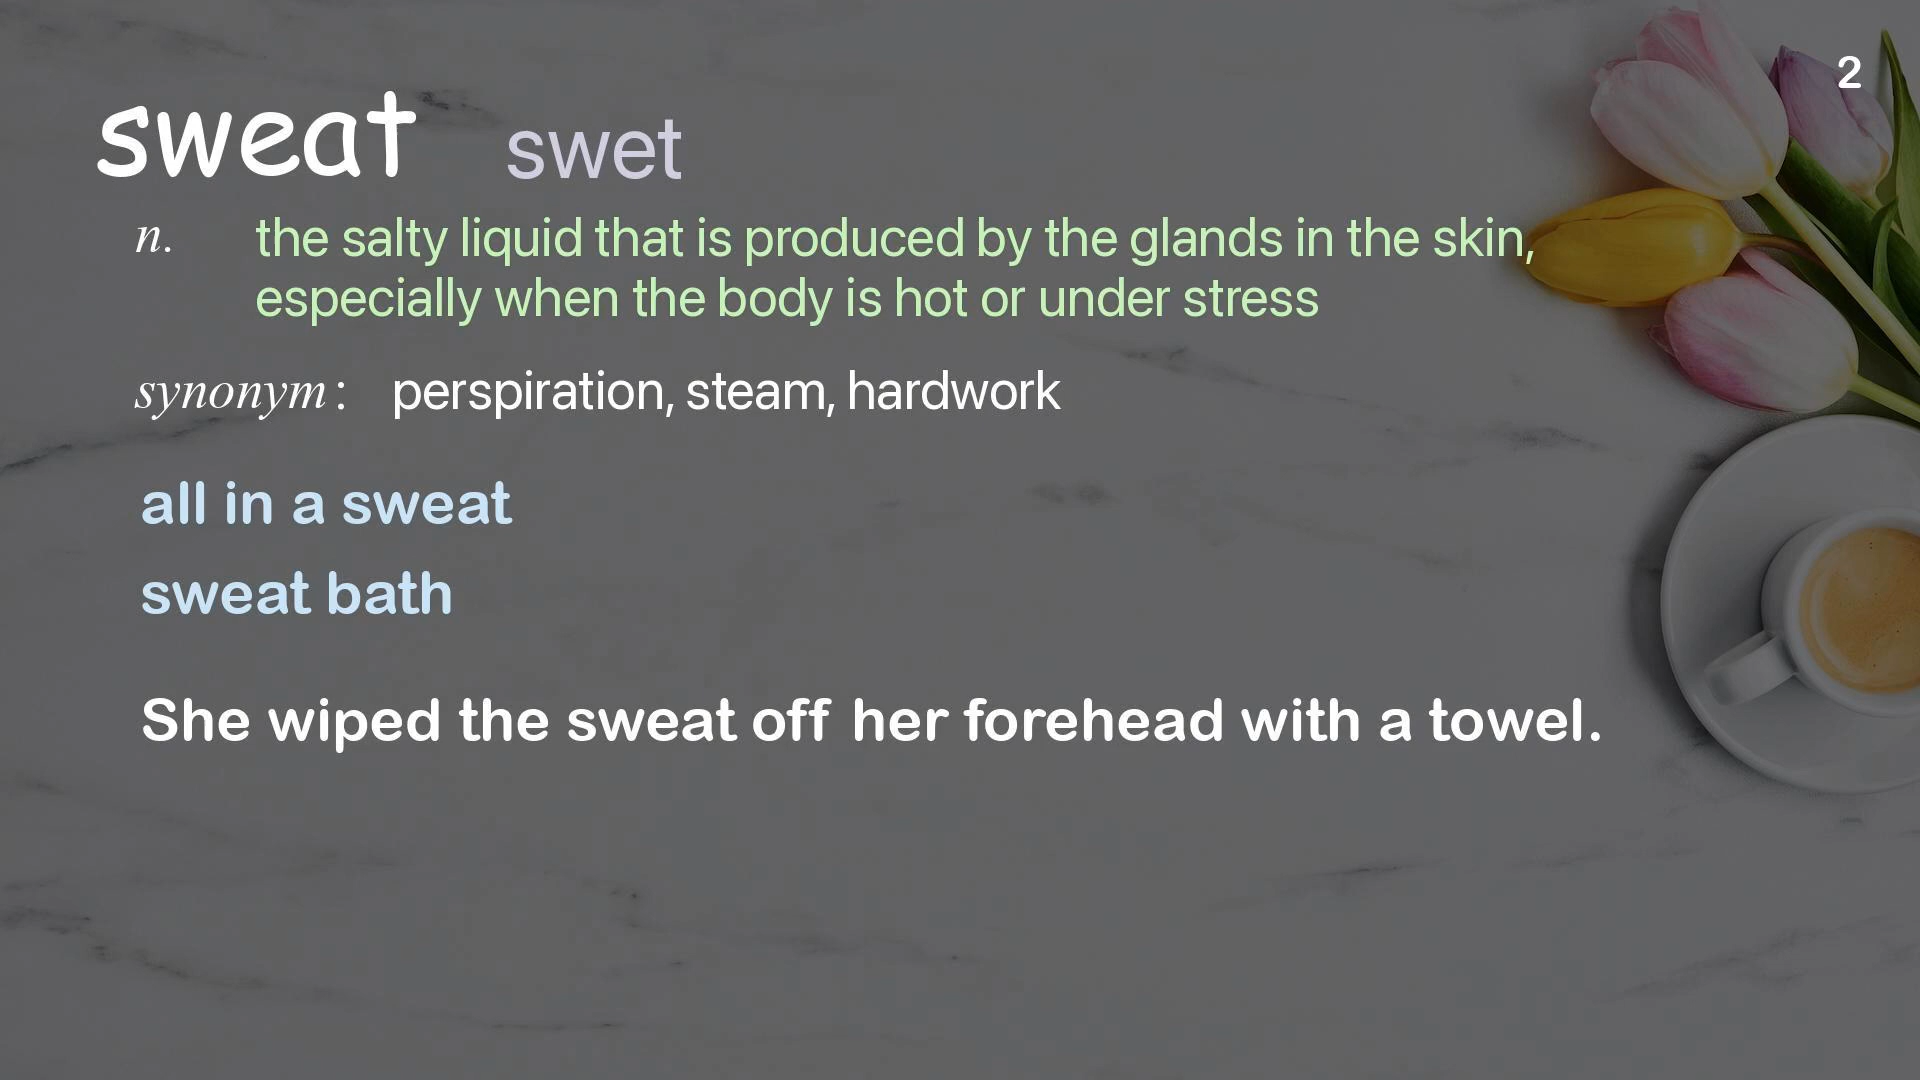 2
sweat swet
n. the salty liquid that is produced by the glands in the skin,
especially when the body is hot or under stress
synonym: perspiration, steam, hardwork
all in a sweat
sweat bath
She wiped the sweat off her forehead with a towel.